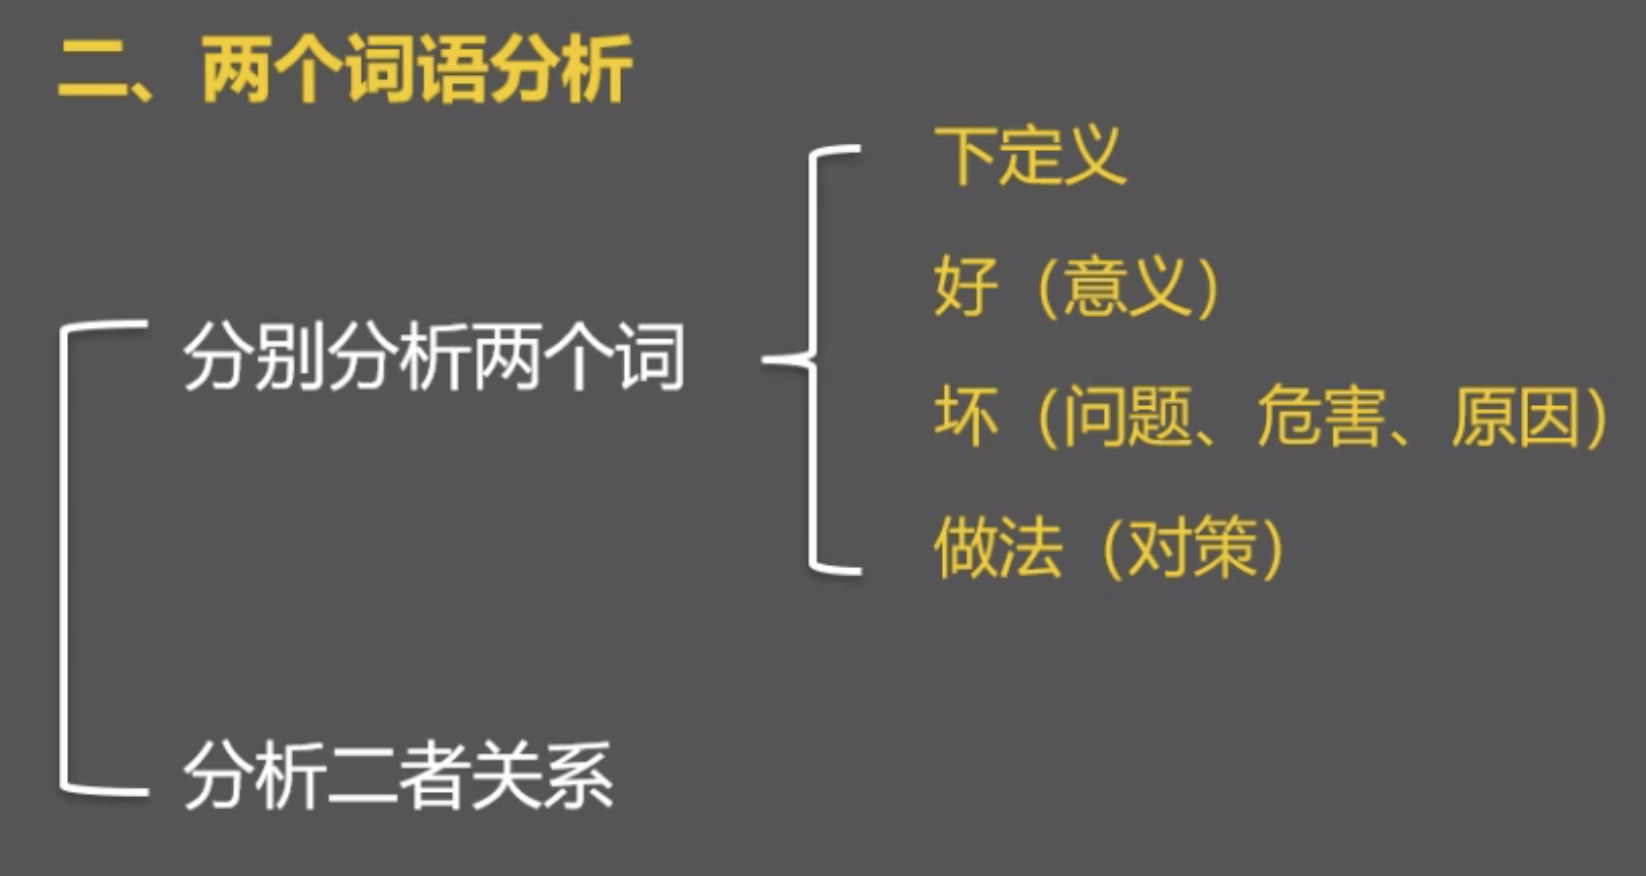 二、两个词语分析
分别分析两个词
下定义
好（意义）
坏（问题、危害、原因）
做法（对策）
分析二者关系